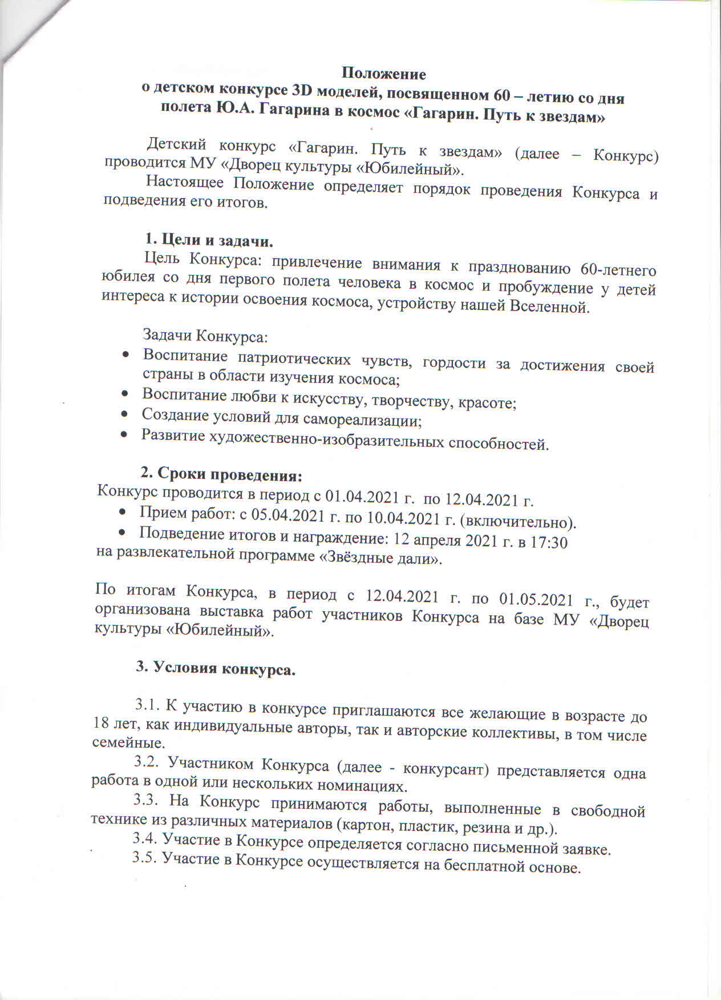 Положение
о детском конкурсе 3D моделей, посвященном 60 – летию со дня
полета Ю.А. Гагарина в космос «Гагарин. Путь к звездам»
Детский конкурс «Гагарин. Путь к звездам» (далее – Конкурс)
проводится МУ «Дворец культуры «Юбилейный».
Настоящее Положение определяет порядок проведения Конкурса и
подведения его итогов.
1. Цели и задачи.
Цель Конкурса: привлечение внимания к празднованию 60-летнего
юбилея со дня первого полета человека в космос и пробуждение у детей
интереса к истории освоения космоса, устройству нашей Вселенной.
Задачи Конкурса:
• Воспитание патриотических чувств, гордости за достижения своей
страны в области изучения космоса;
• Воспитание любви к искусству, творчеству, красоте;
• Создание условий для самореализации;
• Развитие художественно-изобразительных способностей.
2. Сроки проведения:
Конкурс проводится в период с 01.04.2021 г. по 12.04.2021 г.
• Прием работ: с 05.04.2021 г. по 10.04.2021 г. (включительно).
• Подведение итогов и награждение: 12 апреля 2021 г. в 17:30
на развлекательной программе «Звёздные дали».
По итогам Конкурса, в период с 12.04.2021 г. по 01.05.2021 г., будет
организована выставка работ участников Конкурса на базе МУ «Дворец
культуры «Юбилейный».
3. Условия конкурса.
3.1. К участию в конкурсе приглашаются все желающие в возрасте до
18 лет, как индивидуальные авторы, так и авторские коллективы, в том числе
семейные.
3.2. Участником Конкурса (далее - конкурсант) представляется одна
работа в одной или нескольких номинациях.
3.3. На Конкурс принимаются работы, выполненные в свободной
технике из различных материалов (картон, пластик, резина и др.).
3.4. Участие в Конкурсе определяется согласно письменной заявке.
3.5. Участие в Конкурсе осуществляется на бесплатной основе.